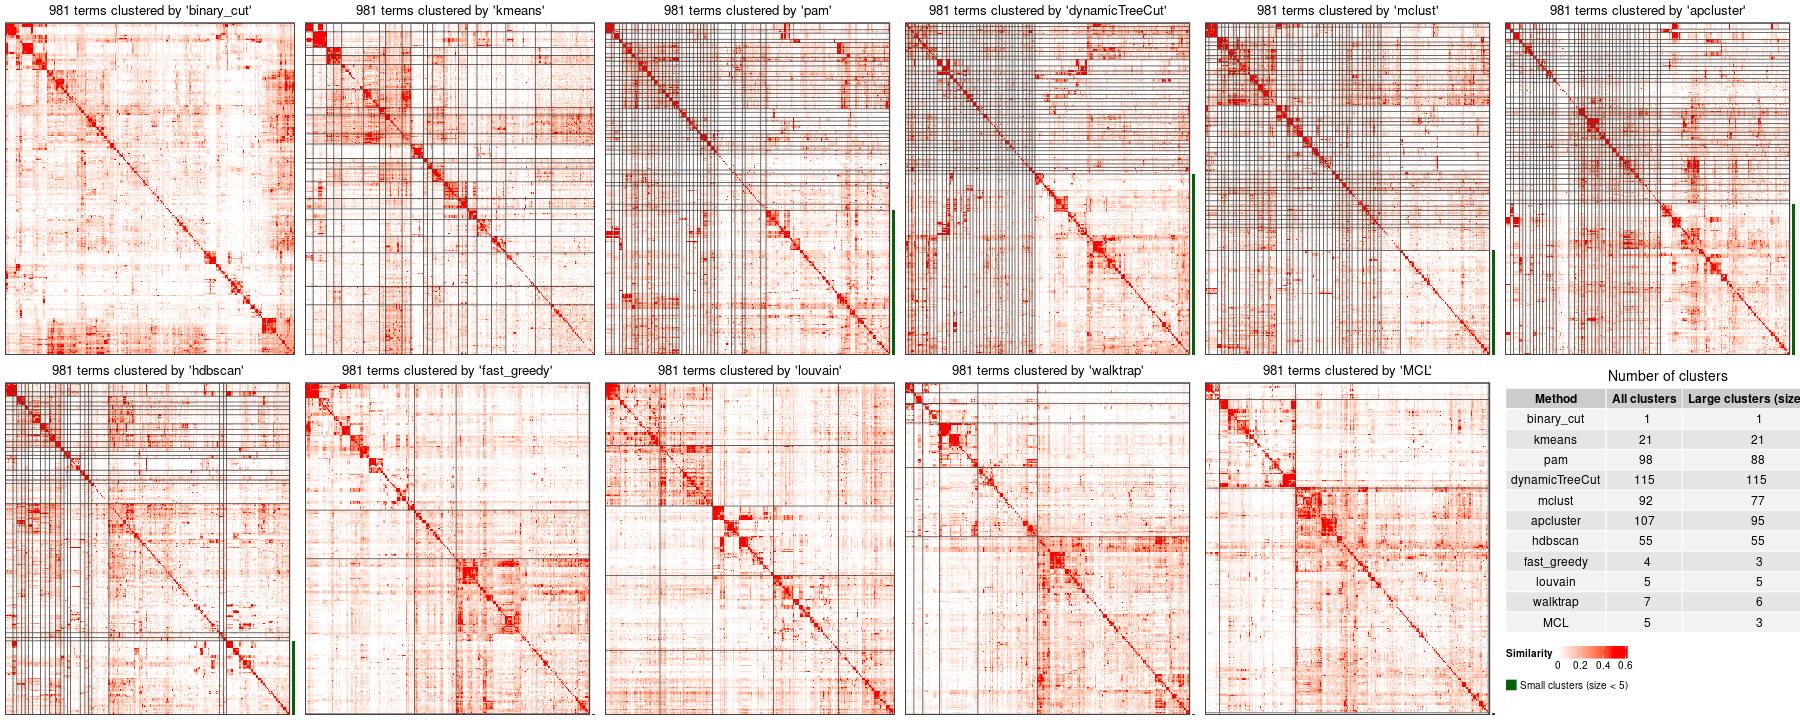 981 terms clustered by 'binary_cut'
981 terms clustered by 'kmeans'
981 terms clustered by 'pam'
981 terms clustered by 'dynamicTreeCut'
981 terms clustered by 'mclust'
981 terms clustered by 'apcluster'
981 terms clustered by 'hdbscan'
981 terms clustered by 'fast_greedy'
981 terms clustered by 'louvain'
981 terms clustered by 'walktrap'
981 terms clustered by 'MCL'
Number of clusters
Method All clusters Large clusters (size
binary_cut 1 1
kmeans 21 21
pam 98 88
dynamicTreeCut 115 115
mclust 92 77
apcluster 107 95
hdbscan 55 55
fast_greedy 4 3
louvain 5 5
walktrap 7 6
MCL 5 3
Similarity
0 0.2 0.4 0.6
Small clusters (size < 5)